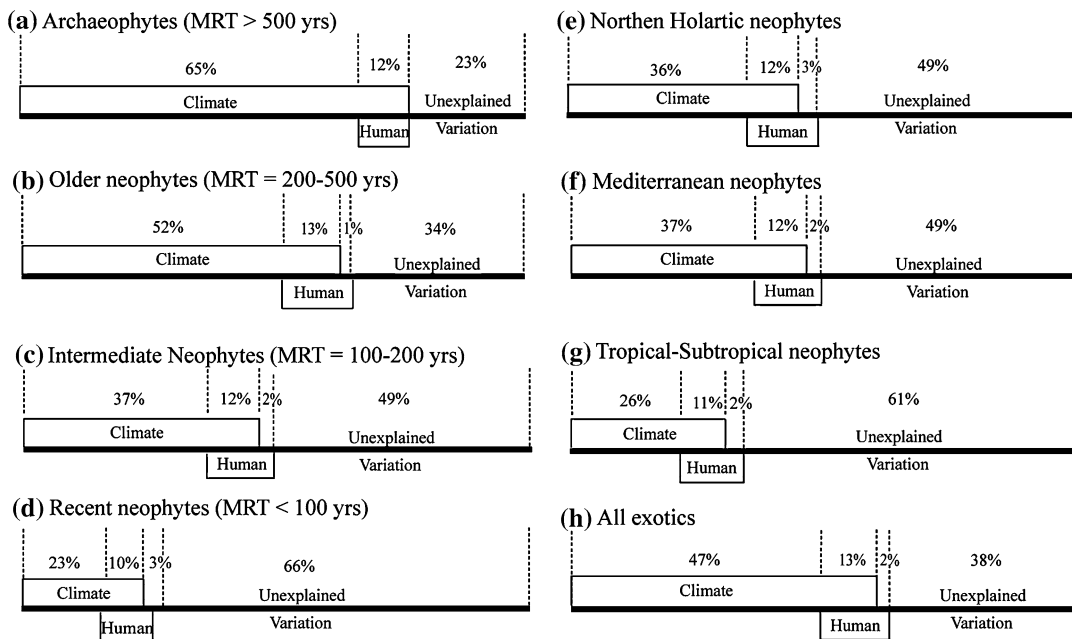 (a) Archaeophytes (MRT > 500 yrs)
65% 12% 23%
Climate Unexplained
Human Variation
(b) Older neophytes (MRT = 200-500 yrs)
52% 13% 1% 34%
Climate Unexplained
Human Variation
(c) Intermediate Neophytes (MRT = 100-200 yrs)
37% 12% 2% 49%
Climate Unexplained
Human Variation
(d) Recent neophytes (MRT < 100 yrs)
23% 10% 3% 66%
Climate Unexplained
Human Variation
(e) Northen Holartic neophytes
36% 12% 3% 49%
Climate Unexplained
Human Variation
(f) Mediterranean neophytes
37% 12% 2% 49%
Climate Unexplained
Human Variation
(g) Tropical-Subtropical neophytes
26% 11% 2% 61%
Climate Unexplained
Human Variation
(h) All exotics
47% 13% 2% 38%
Climate Unexplained
Human Variation